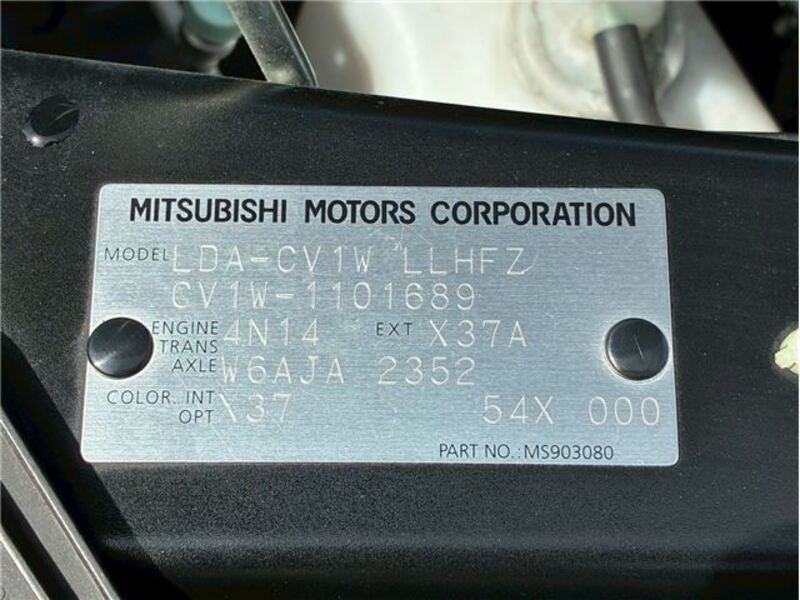 MITSUBISHI MOTORS CORPORATION
MODEL LDA-CV1W LLHFZ
CV1W-1101689
ENGINE 4N14 EXT X37A
TRANS AXLE W6AJA 2352
COLOR. INT OPT X37 54X 000
PART NO.: MS903080